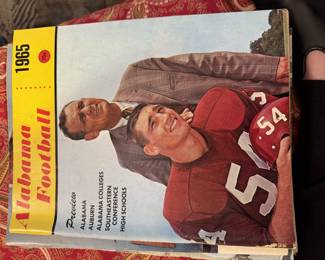 1965
Alabama
Football
Previews
ALABAMA
AUBURN
ALABAMA COLLEGES
SOUTHEASTERN
CONFERENCE
HIGH SCHOOLS
54
54